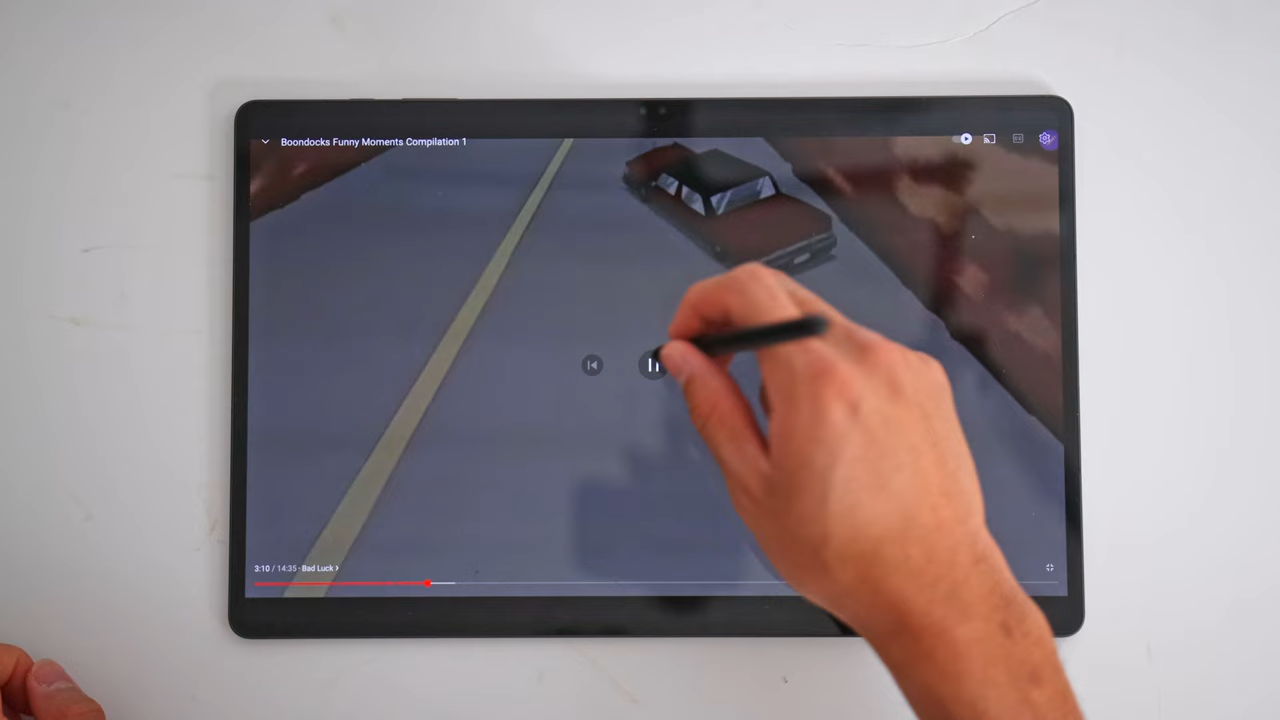 Boondocks Funny Moments Compilation 1
3:10 / 14:35 · Bad Luck >